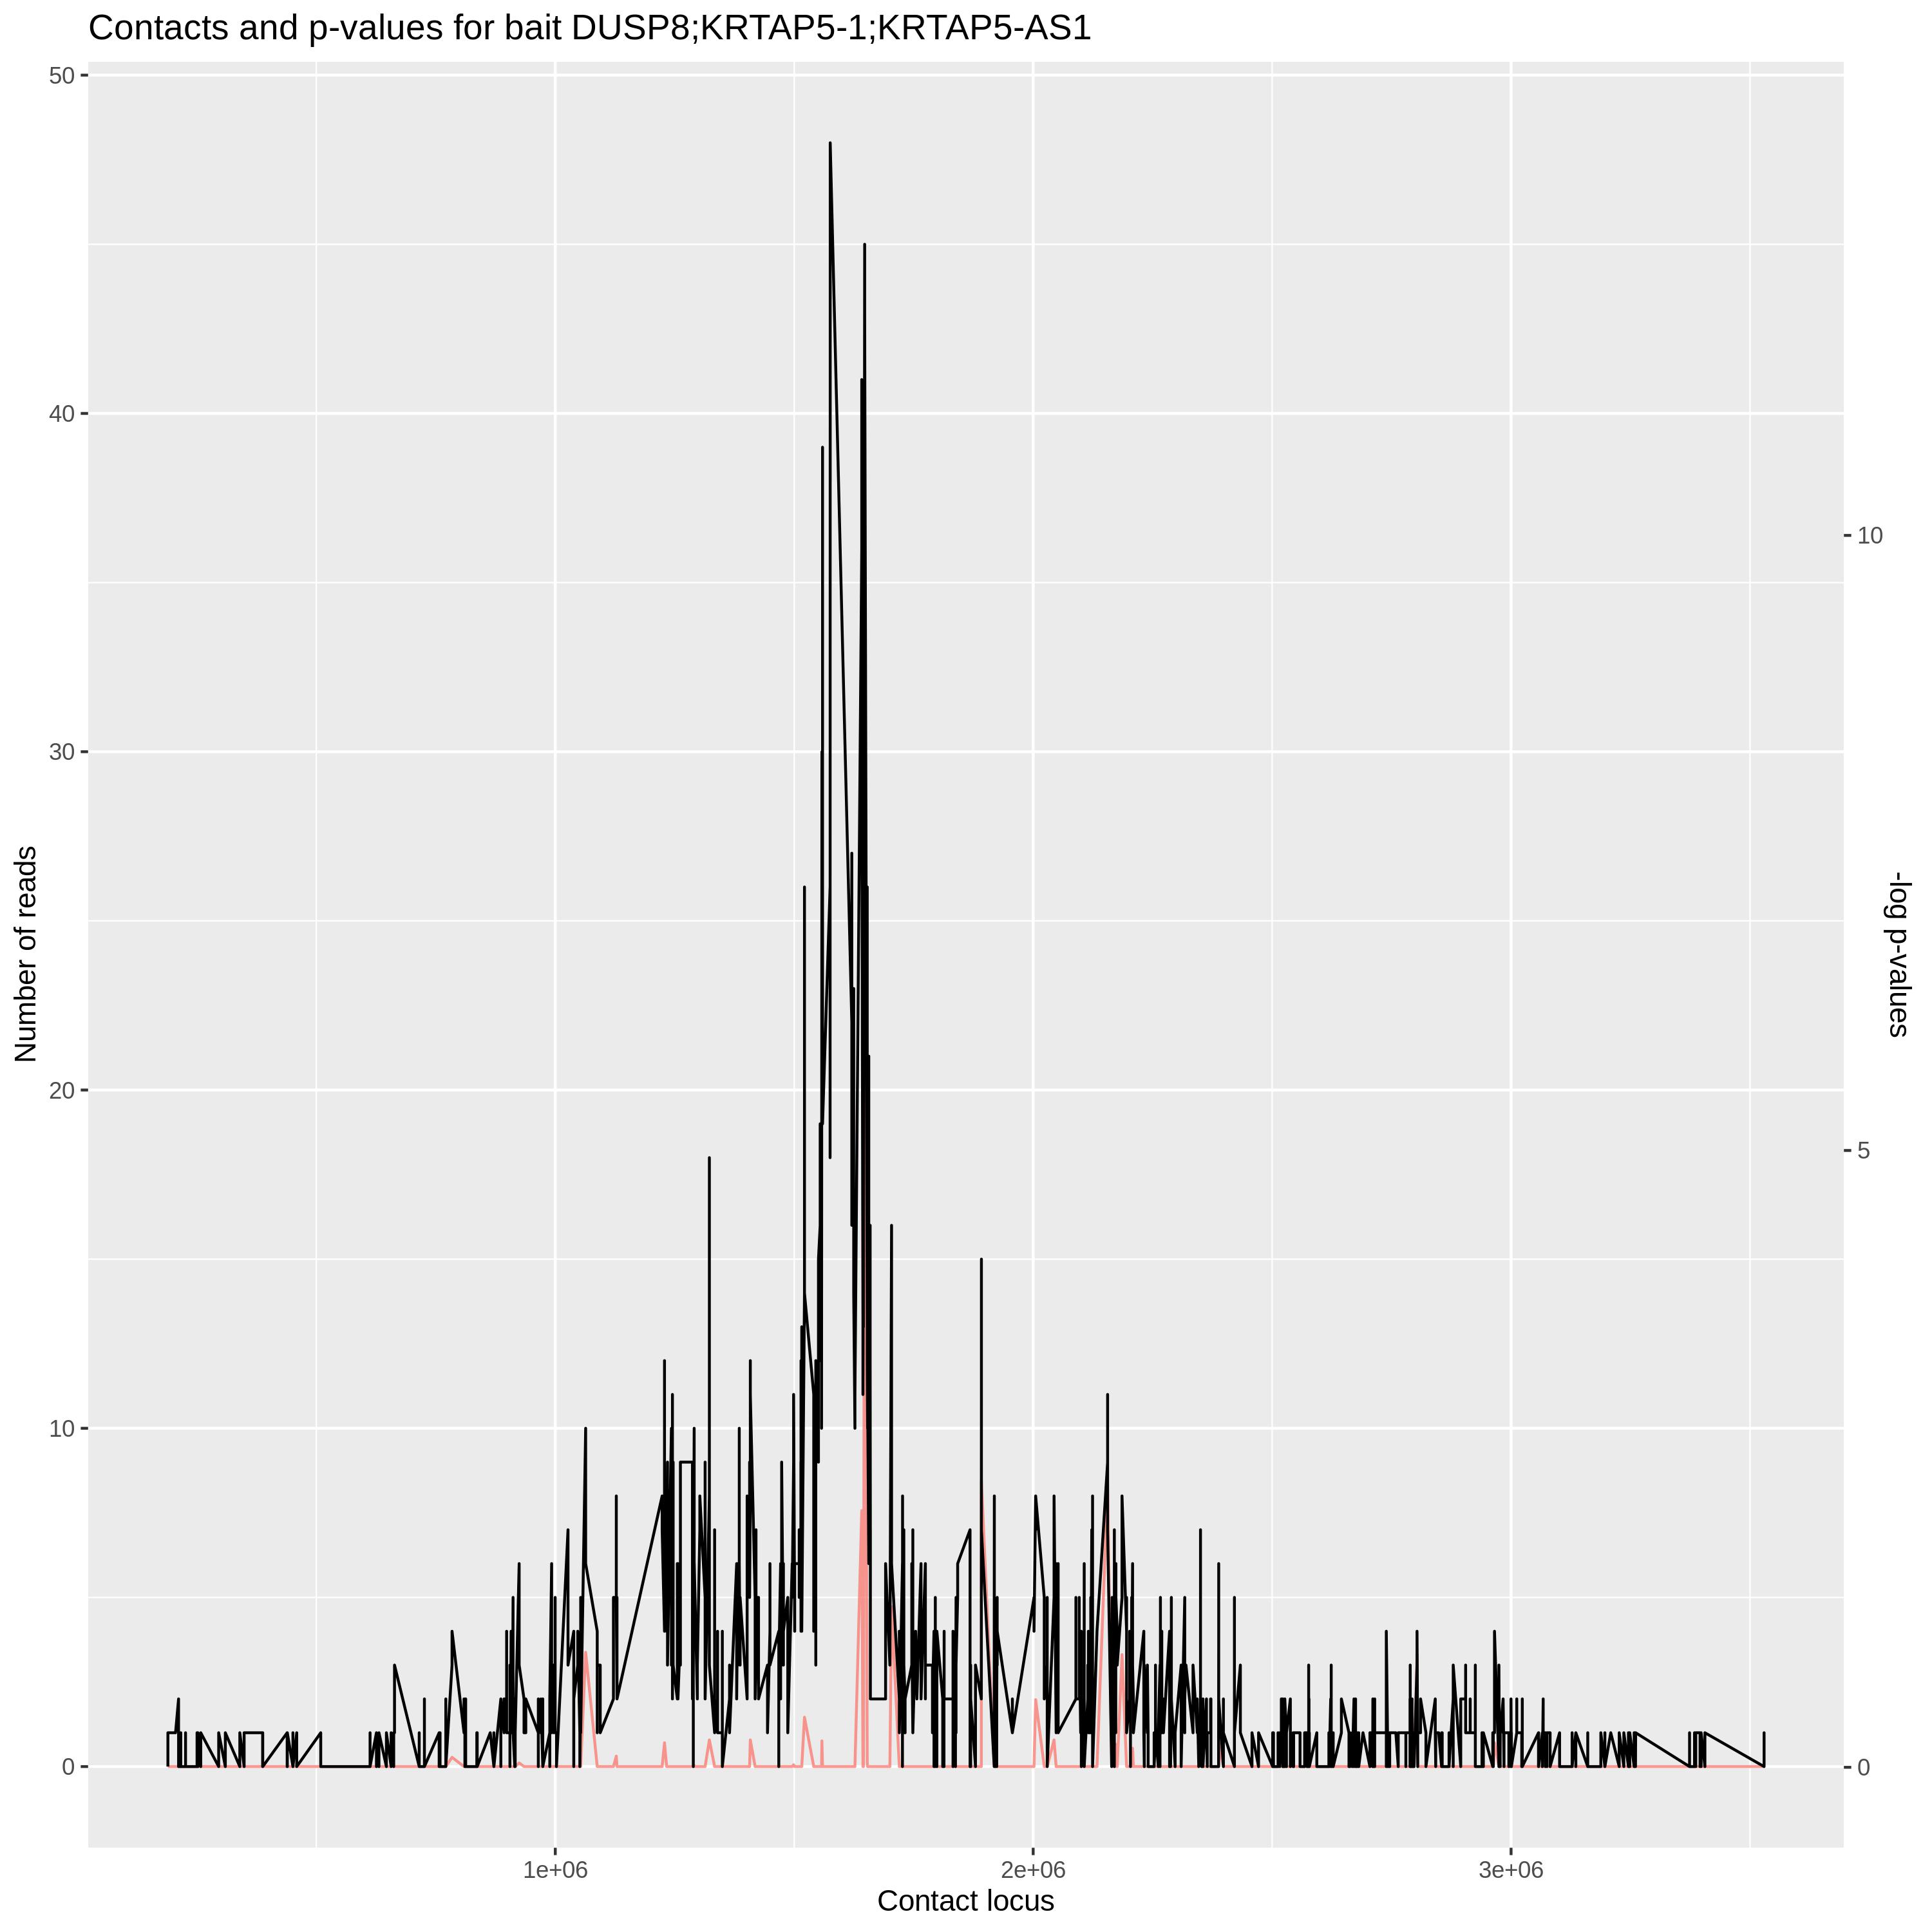 Contacts and p-values for bait DUSP8;KRTAP5-1;KRTAP5-AS1
50
40
30
20
10
0
Number of reads
10
5
0
-log p-values
1e+06
2e+06
3e+06
Contact locus